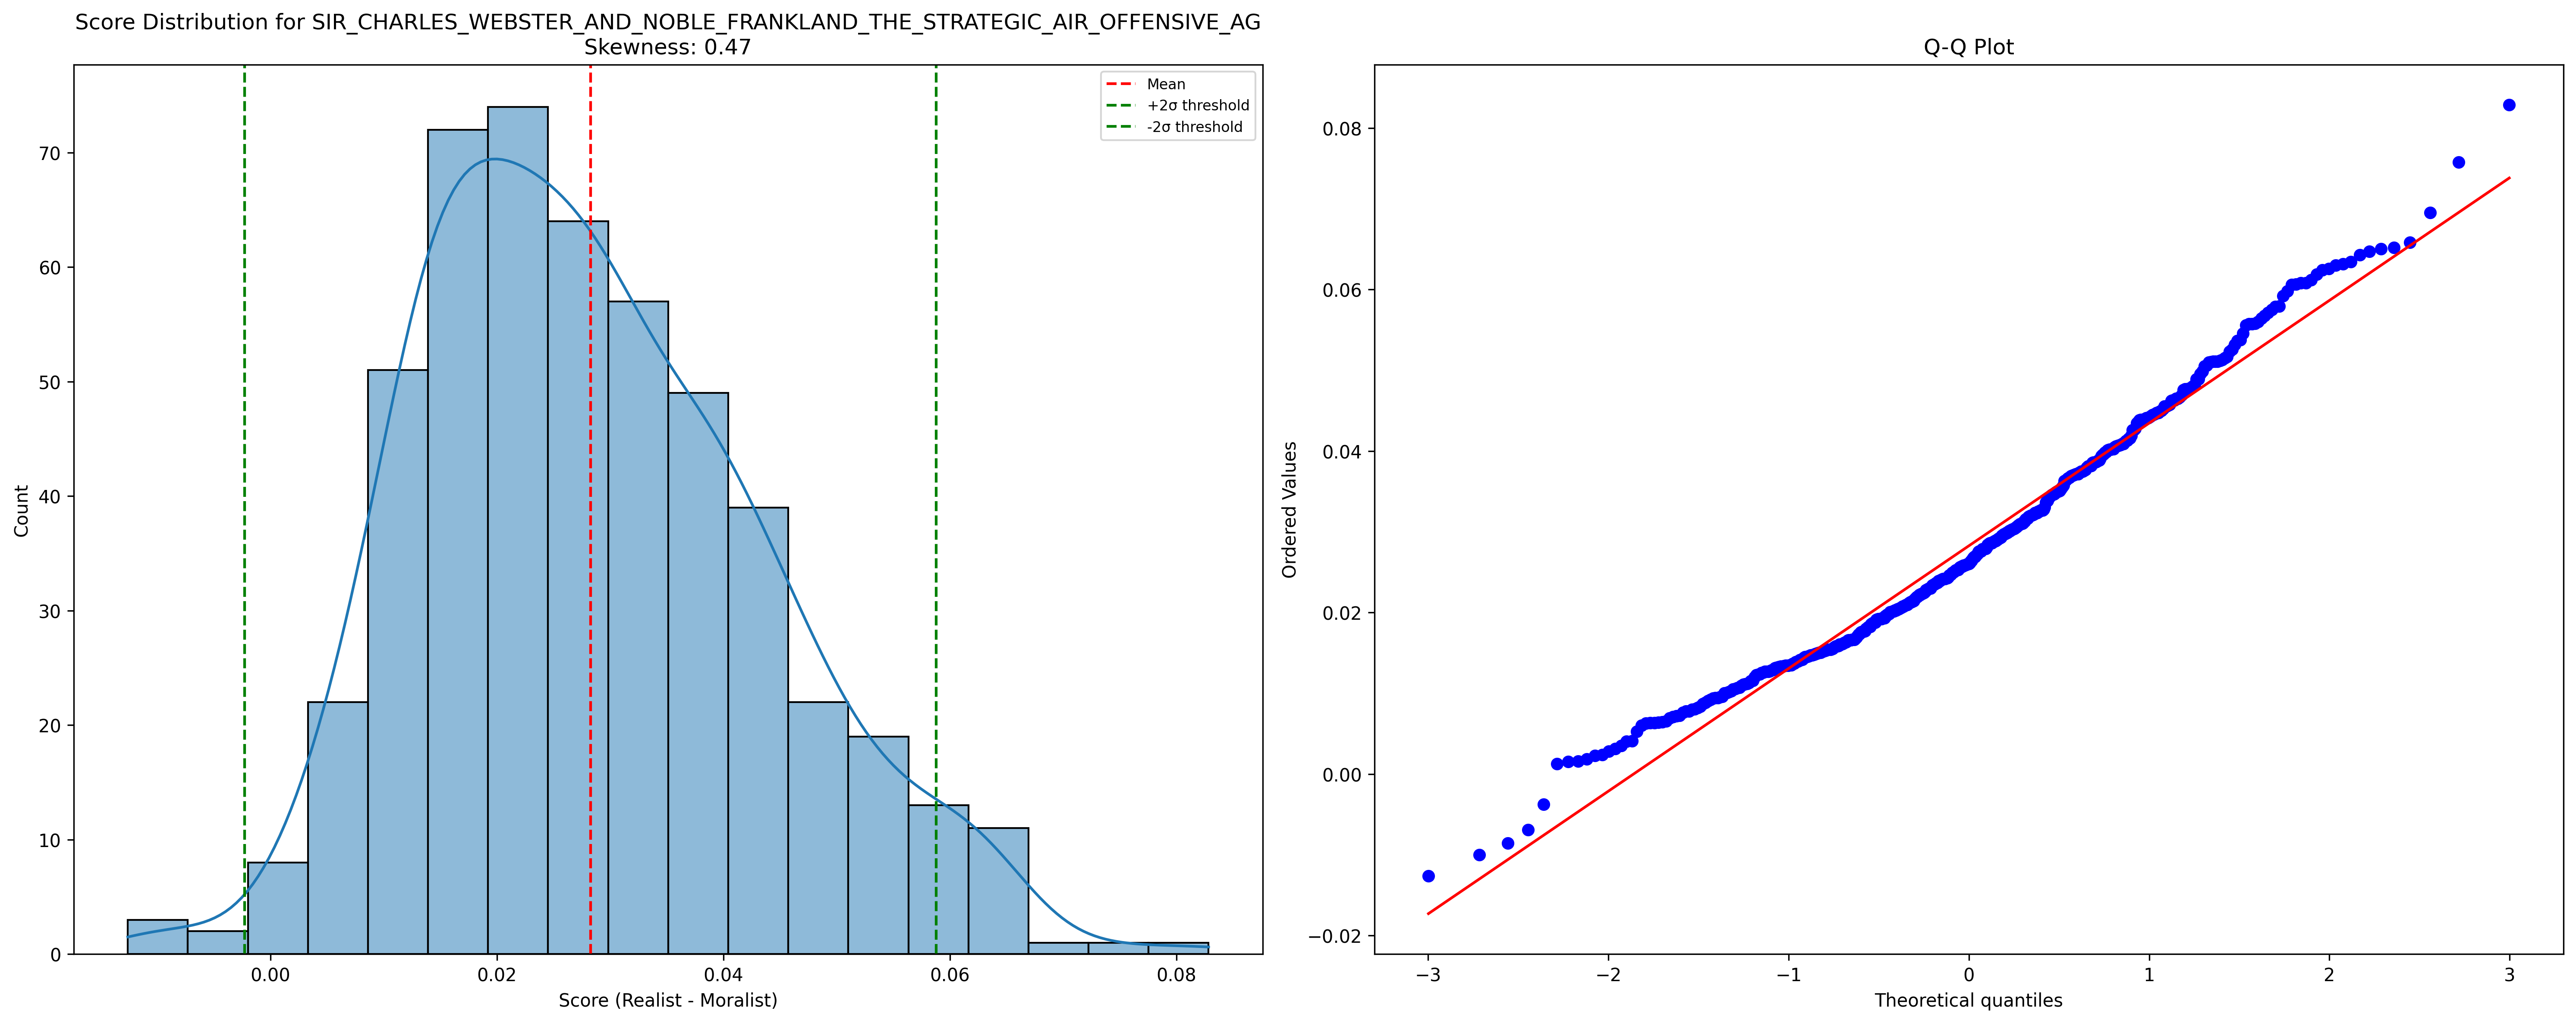 Score Distribution for SIR_CHARLES_WEBSTER_AND_NOBLE_FRANKLAND_THE_STRATEGIC_AIR_OFFENSIVE_AG
Skewness: 0.47
Mean
+2σ threshold
-2σ threshold
Count
70
60
50
40
30
20
10
0
0.00 0.02 0.04 0.06 0.08
Score (Realist - Moralist)
Q-Q Plot
Ordered Values
0.08
0.06
0.04
0.02
0.00
−0.02
−3 −2 −1 0 1 2 3
Theoretical quantiles